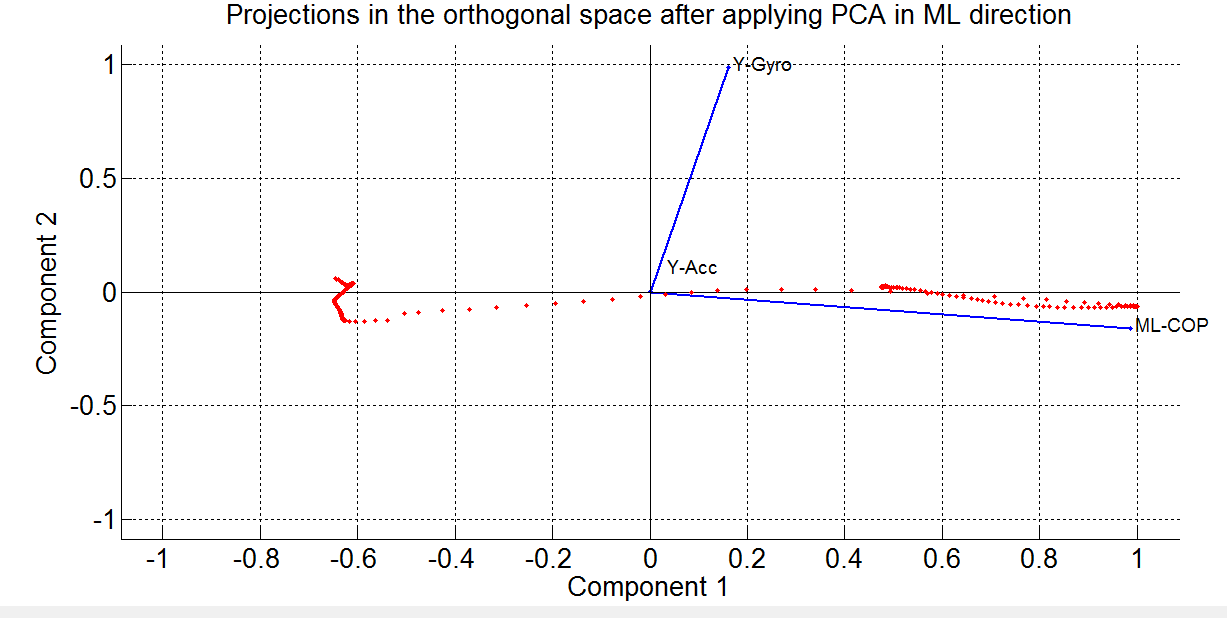 Projections in the orthogonal space after applying PCA in ML direction
1
Y-Gyro
0.5
Component 2
Y-Acc
0
ML-COP
-0.5
-1
-1 -0.8 -0.6 -0.4 -0.2 0 0.2 0.4 0.6 0.8 1
Component 1